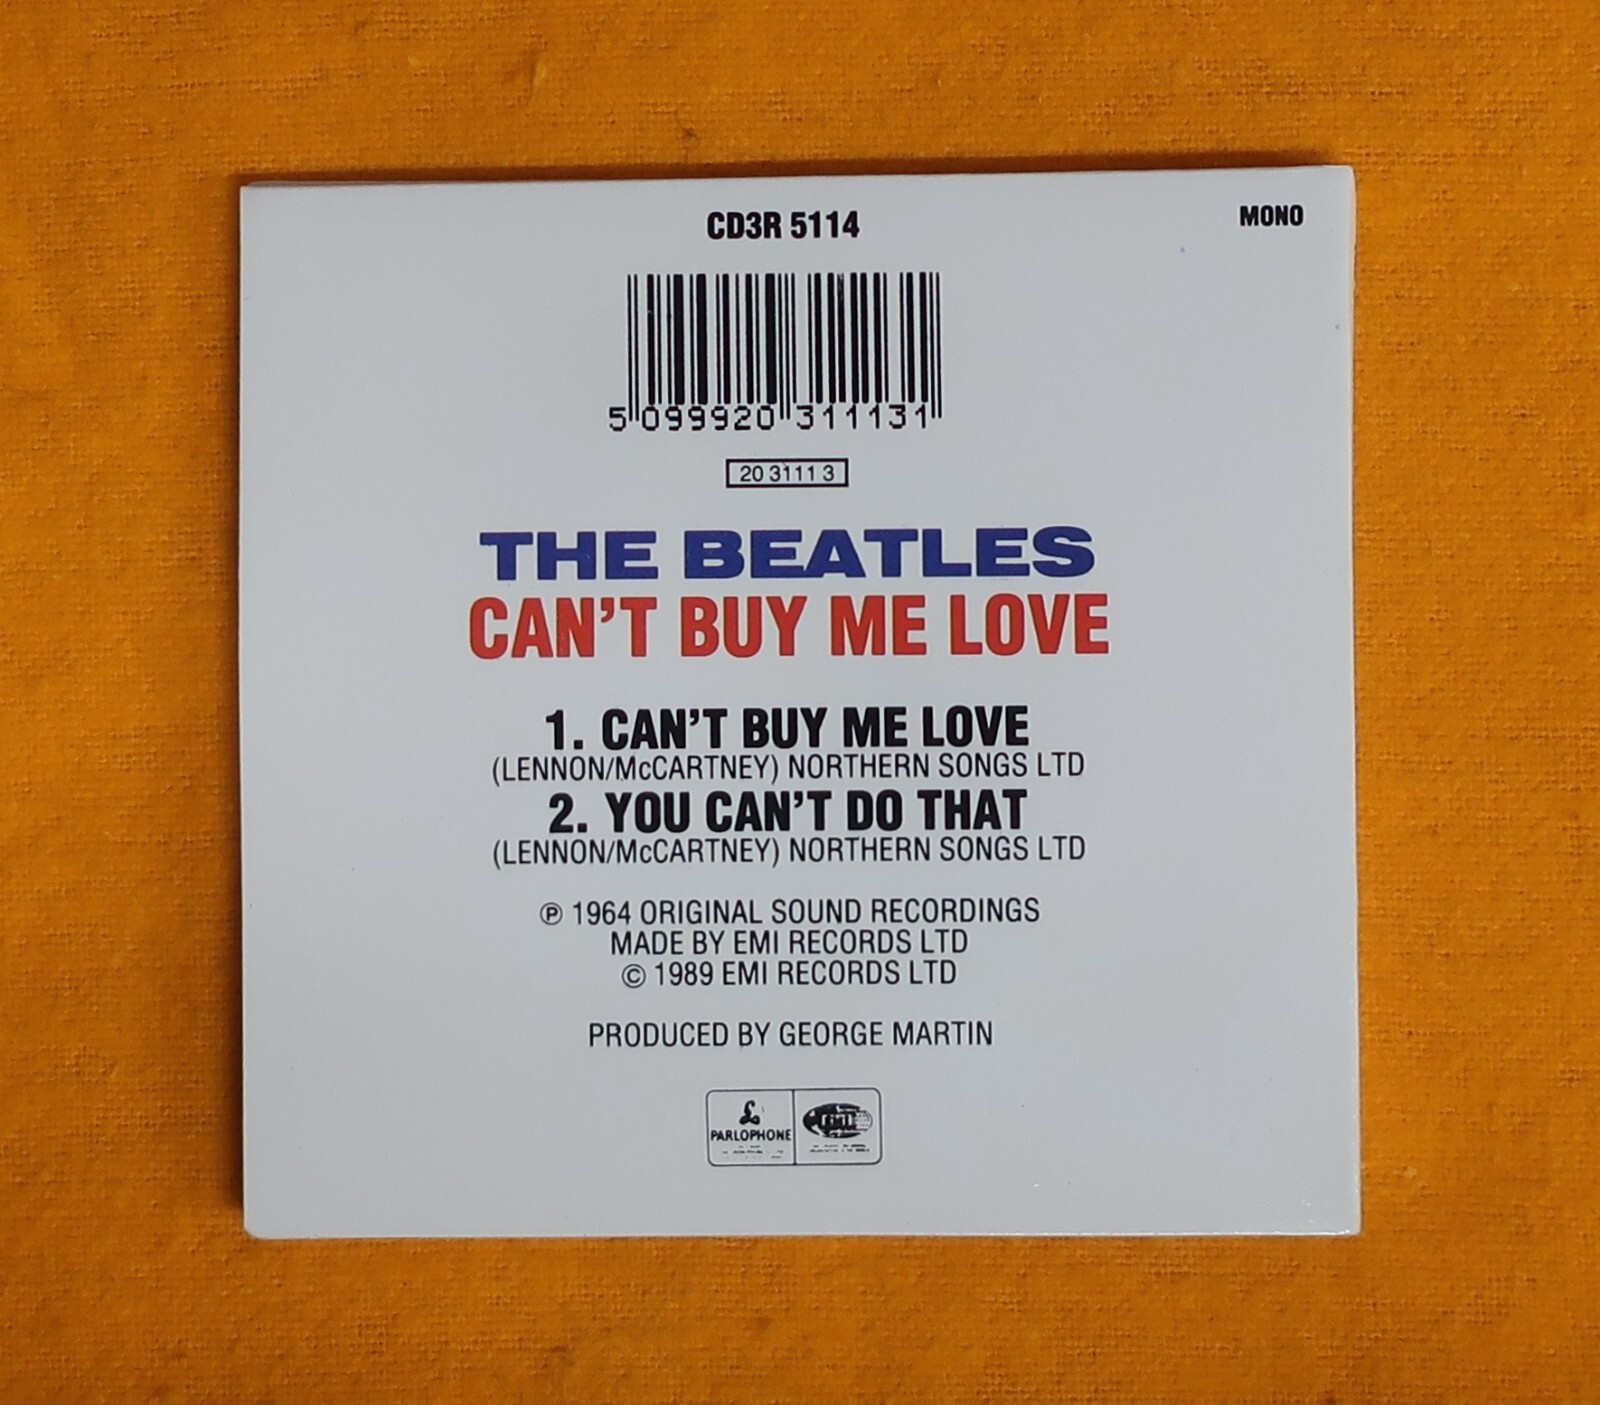 CD3R 5114
MONO
5 099920 311131
20 3111 3
THE BEATLES
CAN'T BUY ME LOVE
1. CAN'T BUY ME LOVE
(LENNON/McCARTNEY) NORTHERN SONGS LTD
2. YOU CAN'T DO THAT
(LENNON/McCARTNEY) NORTHERN SONGS LTD
℗ 1964 ORIGINAL SOUND RECORDINGS
MADE BY EMI RECORDS LTD
© 1989 EMI RECORDS LTD
PRODUCED BY GEORGE MARTIN
£
PARLOPHONE
EMI